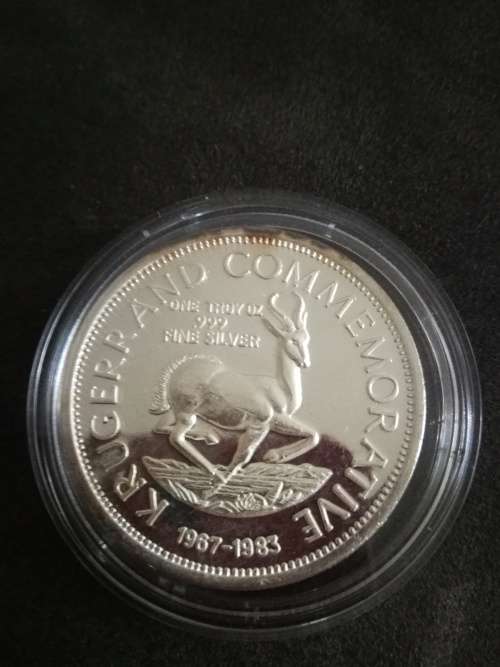 KRUGERRAND COMMEMORATIVE
ONE TROY OZ
999
FINE SILVER
1967-1983